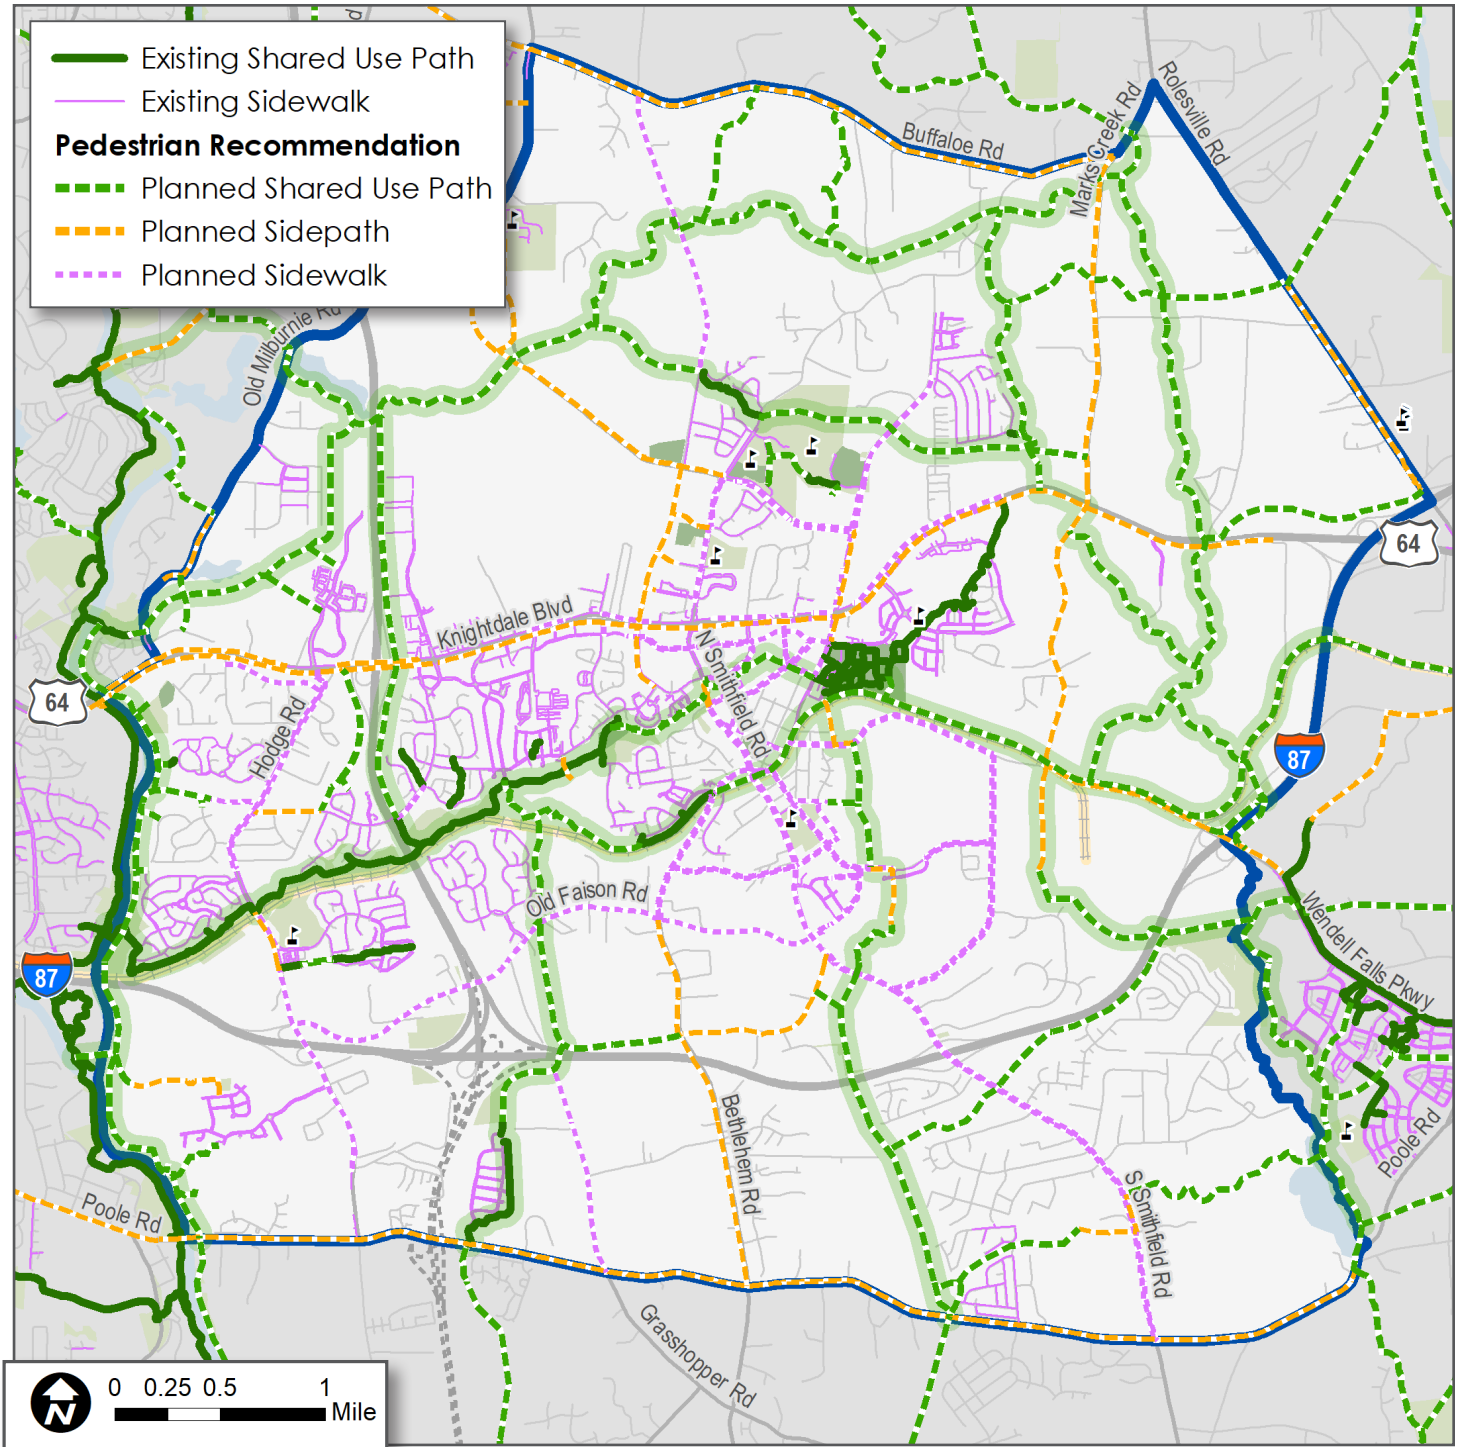 Existing Shared Use Path
Existing Sidewalk
Pedestrian Recommendation
Planned Shared Use Path
Planned Sidepath
Planned Sidewalk
Buffaloe Rd
Marks Creek Rd
Rolesville Rd
Old Milburnie Rd
64
Knightdale Blvd
64
N Smithfield Rd
Hodge Rd
87
Old Faison Rd
Wendell Falls Pkwy
87
Bethlehem Rd
Poole Rd
S Smithfield Rd
Poole Rd
Grasshopper Rd
N
0 0.25 0.5 1
Mile